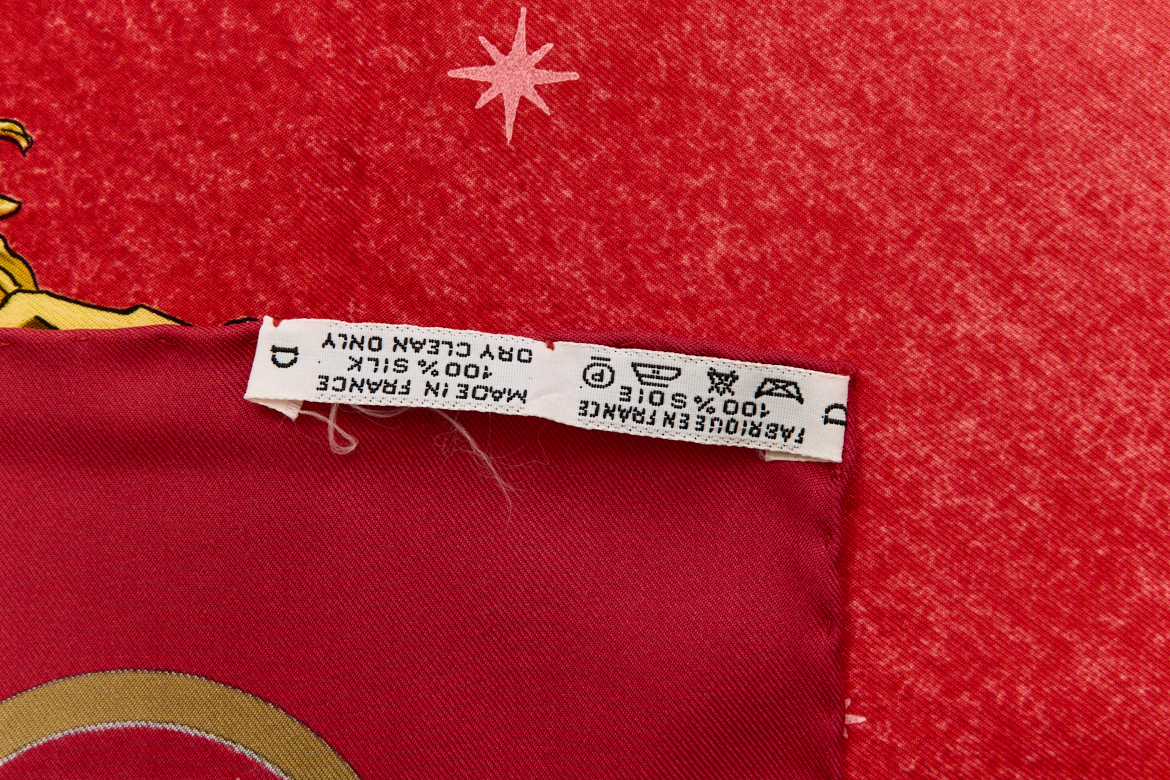 FABRIQUE EN FRANCE
100% SOIE
P
D
MADE IN FRANCE
100% SILK
DRY CLEAN ONLY
D